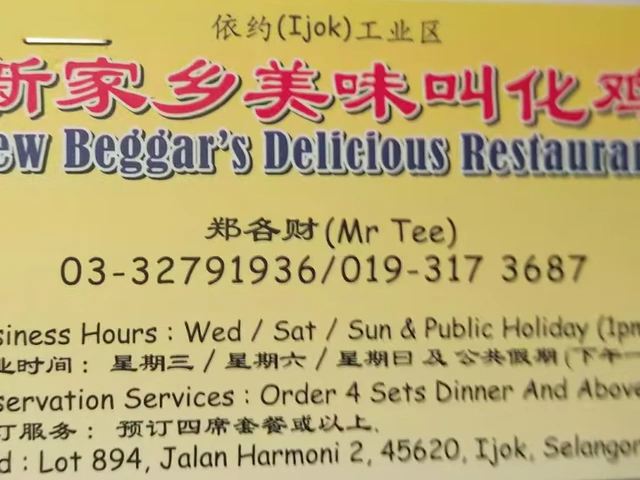 依约(Ijok)工业区
新家乡美味叫化鸡
ew Beggar's Delicious Restauran
郑各财(Mr Tee)
03-32791936/019-317 3687
siness Hours : Wed / Sat / Sun & Public Holiday (1pm
业时间： 星期三 / 星期六 / 星期日 及 公共假期 (下午一
servation Services : Order 4 Sets Dinner And Above
订服务： 预订四席套餐或以上.
d : Lot 894, Jalan Harmoni 2, 45620, Ijok, Selangor